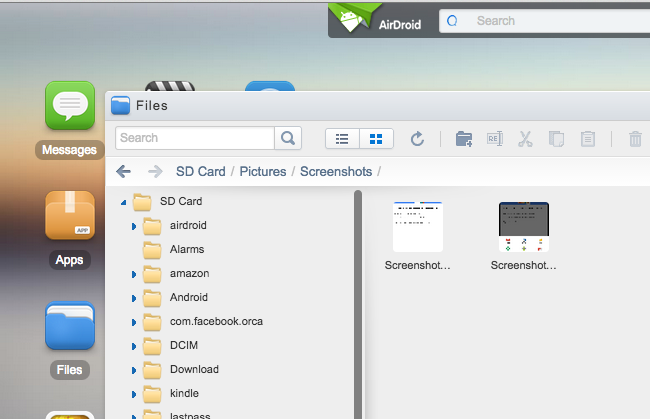 AirDroid
Search
Files
Messages
Search
SD Card / Pictures / Screenshots /
SD Card
airdroid
Screenshot...
Screenshot...
Apps
APP
Alarms
amazon
Android
com.facebook.orca
DCIM
Files
Download
kindle
lastpass